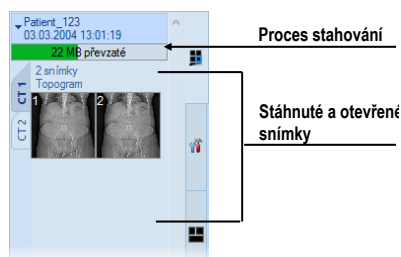 Patient_123
03.03.2004 13:01:19
22 MB převzaté
Proces stahování
2 snímky
Topogram
CT 1
CT 2
1 2
Stáhnuté a otevřené
snímky